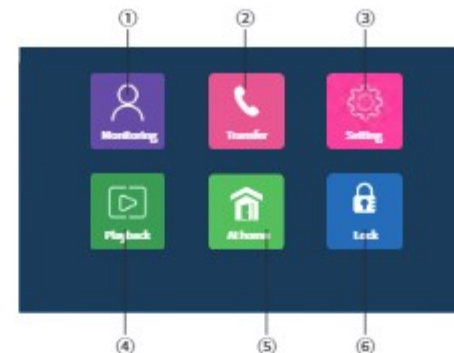 ① ② ③
Monitoring Transfer Setting
Playback At home Lock
④ ⑤ ⑥